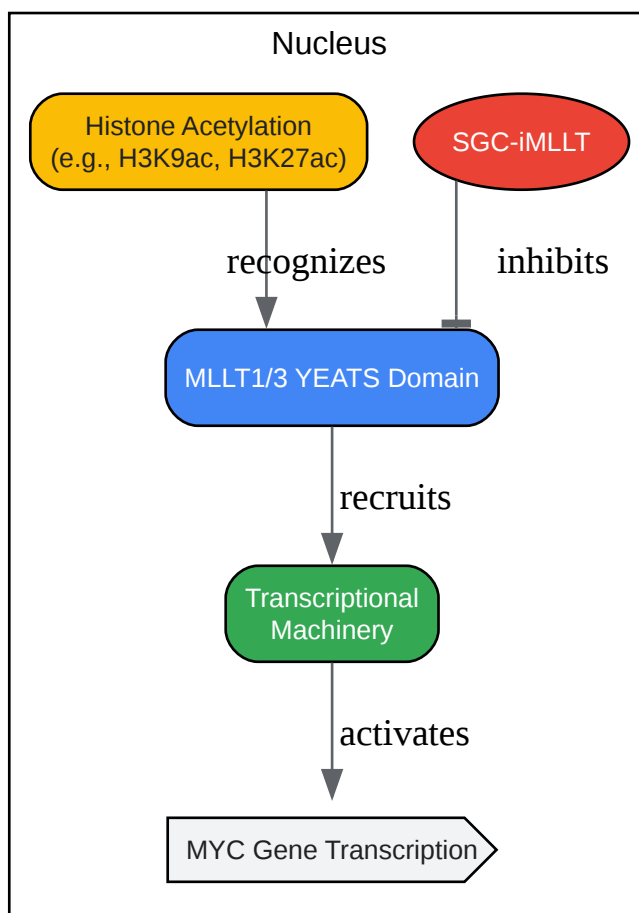 Nucleus
Histone Acetylation
(e.g., H3K9ac, H3K27ac)
SGC-iMLLT
recognizes
inhibits
MLLT1/3 YEATS Domain
recruits
Transcriptional
Machinery
activates
MYC Gene Transcription